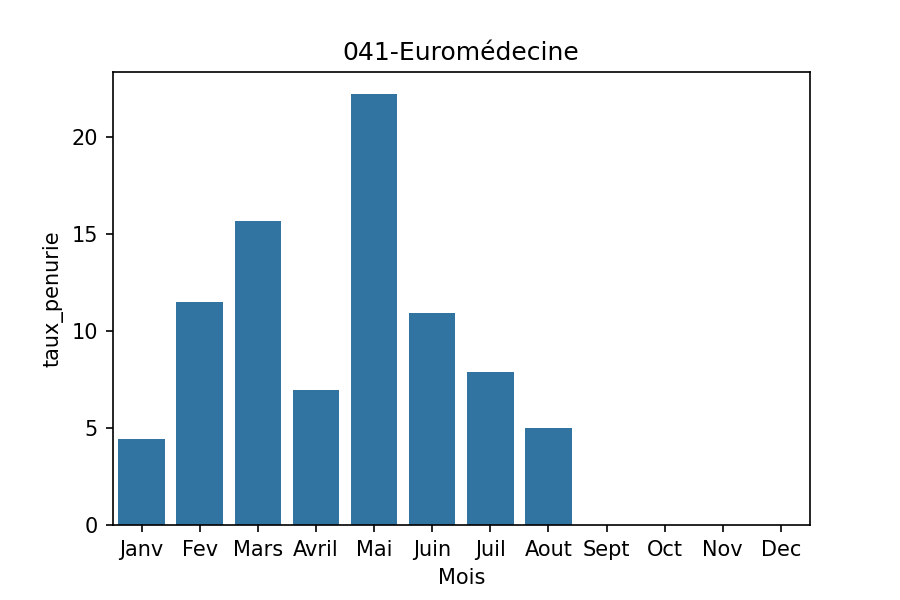 041-Euromédecine
taux_penurie
20
15
10
5
0
Janv Fev Mars Avril Mai Juin Juil Aout Sept Oct Nov Dec
Mois